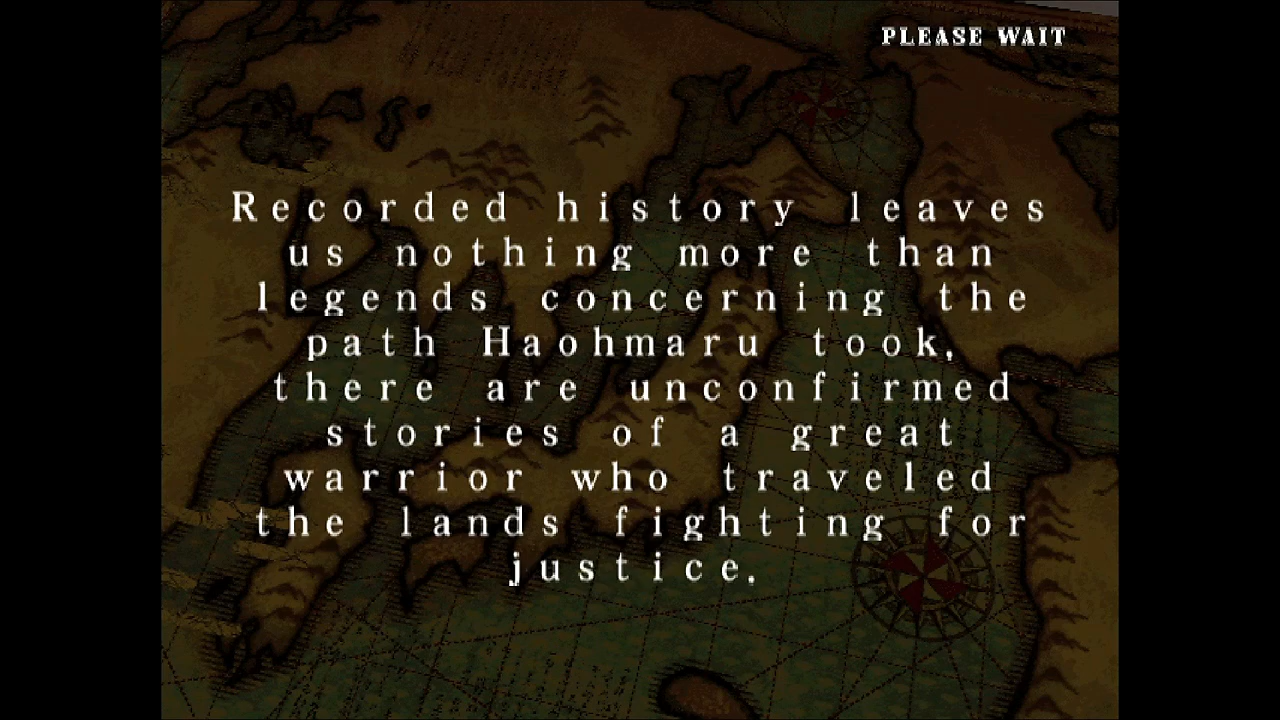 PLEASE WAIT
Recorded history leaves
us nothing more than
legends concerning the
path Haohmaru took,
there are unconfirmed
stories of a great
warrior who traveled
the lands fighting for
justice.